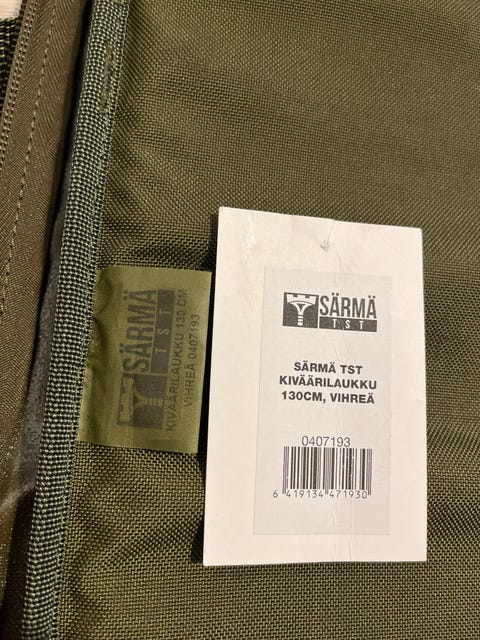 SÄRMÄ
TST
KIVÄÄRILAUKKU 130 CM
VIHREÄ 0407193
SÄRMÄ
TST
SÄRMÄ TST
KIVÄÄRILAUKKU
130CM, VIHREÄ
0407193
6 419134 471930